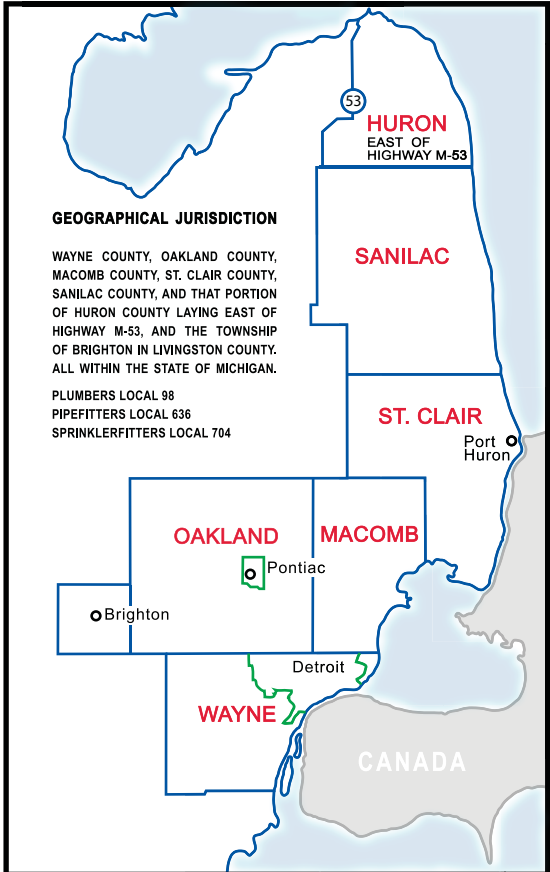 53
HURON
EAST OF
HIGHWAY M-53
GEOGRAPHICAL JURISDICTION
WAYNE COUNTY, OAKLAND COUNTY,
MACOMB COUNTY, ST. CLAIR COUNTY,
SANILAC COUNTY, AND THAT PORTION
OF HURON COUNTY LAYING EAST OF
HIGHWAY M-53, AND THE TOWNSHIP
OF BRIGHTON IN LIVINGSTON COUNTY.
ALL WITHIN THE STATE OF MICHIGAN.
PLUMBERS LOCAL 98
PIPEFITTERS LOCAL 636
SPRINKLERFITTERS LOCAL 704
SANILAC
ST. CLAIR
Port
Huron
OAKLAND
MACOMB
Pontiac
Brighton
Detroit
WAYNE
CANADA